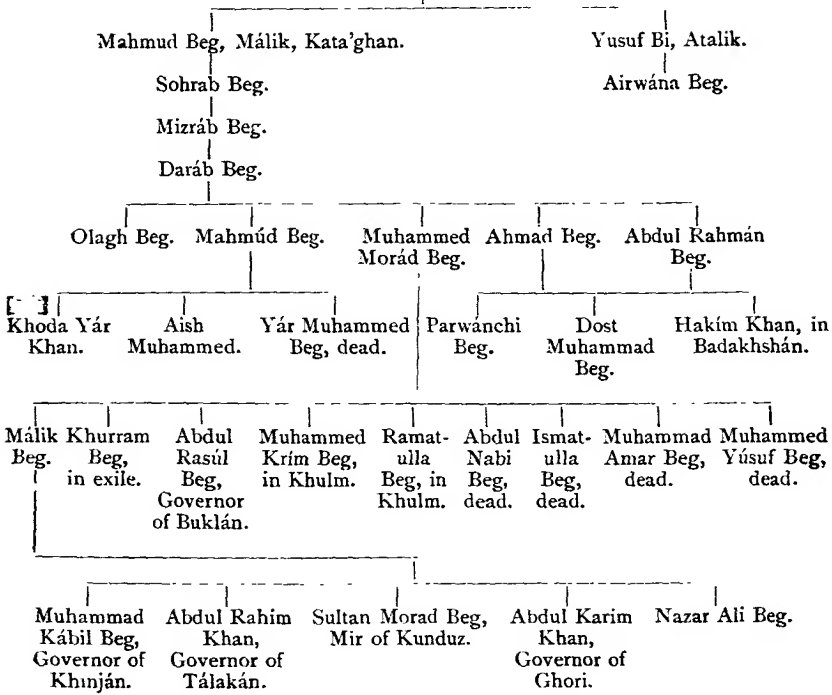 Mahmud Beg, Málik, Kata'ghan. Yusuf Bi, Atalik.
Sohrab Beg. Airwána Beg.
Mizráb Beg.
Daráb Beg.
Olagh Beg. Mahmúd Beg. Muhammed Ahmad Beg. Abdul Rahmán
Morád Beg. Beg.
Khoda Yár Aish Yár Muhammed Parwánchi Dost Hakím Khan, in
Khan. Muhammed. Beg, dead. Beg. Muhammad Badakhshán.
Beg.
Málik Khurram Abdul Muhammed Ramat- Abdul Ismat- Muhammad Muhammed
Beg. Beg, Rasúl Krím Beg, ulla Nabi ulla Amar Beg, Yúsuf Beg,
in exile. Beg, in Khulm. Beg, in Beg, Beg, dead. dead.
Governor Khulm. dead. dead.
of Buklán.
Muhammad Abdul Rahim Sultan Morad Beg, Abdul Karim Nazar Ali Beg.
Kábil Beg, Khan, Mir of Kunduz. Khan,
Governor of Governor of Governor of
Khinján. Tálakán. Ghori.